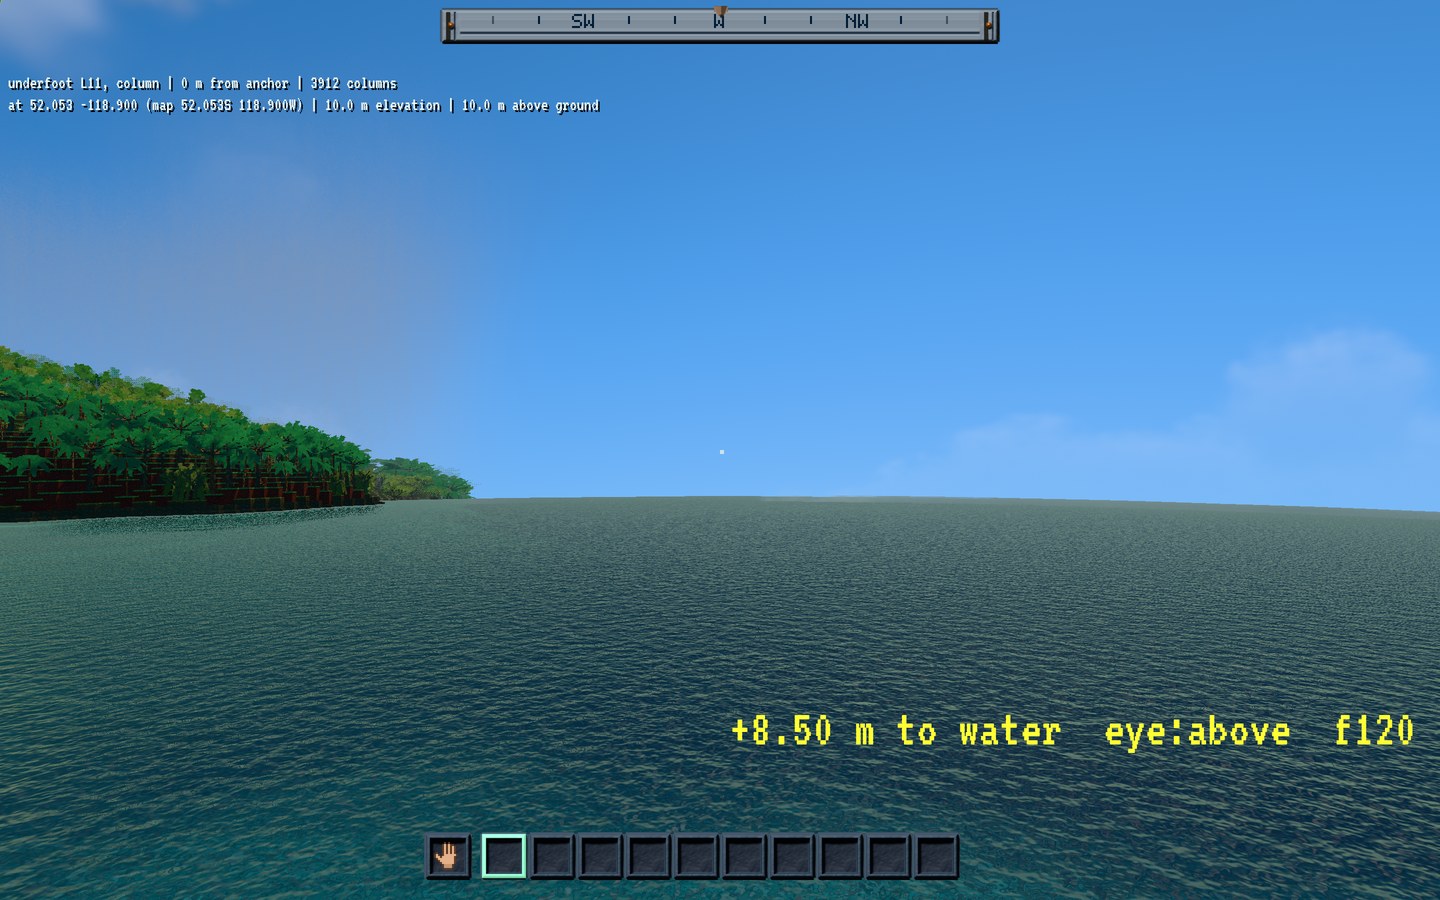 SW W NW
underfoot L11, column | 0 m from anchor | 3912 columns
at 52.053 -118.900 (map 52.053S 118.900W) | 10.0 m elevation | 10.0 m above ground
+8.50 m to water eye:above f120